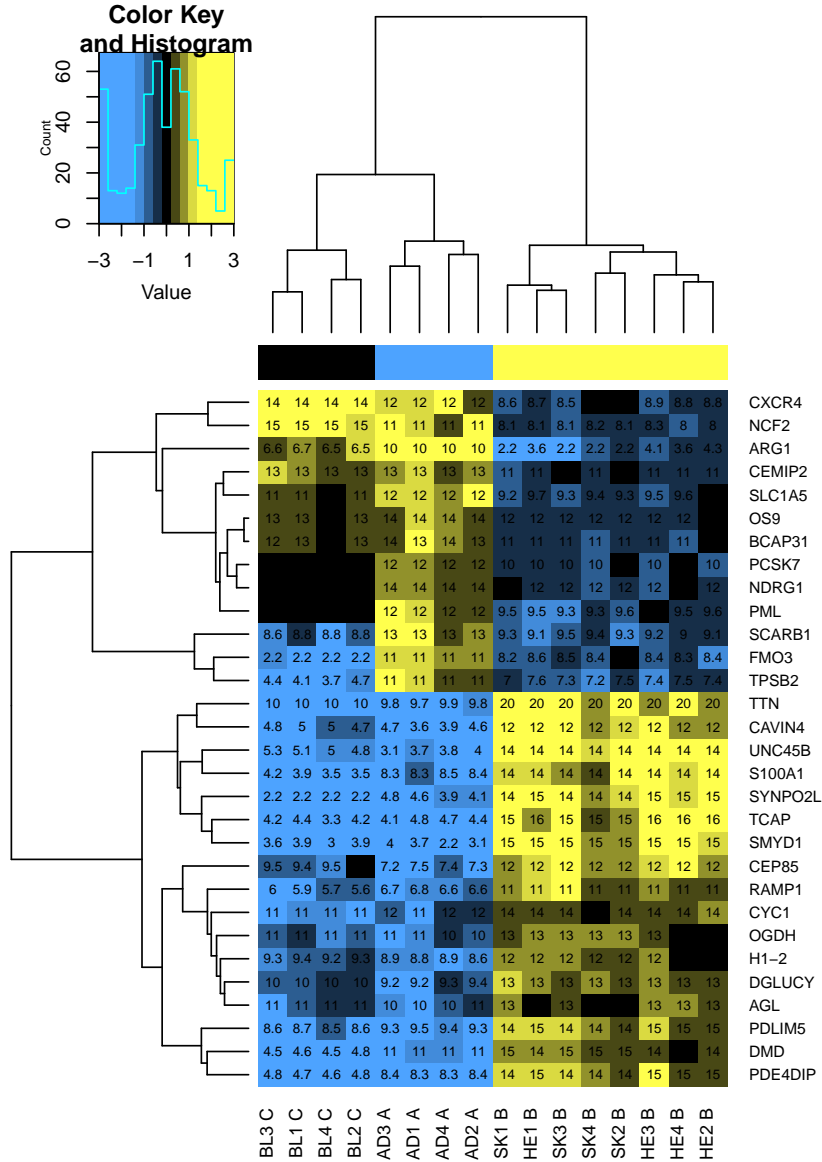 Color Key
and Histogram
Count
0 20 40 60
−3 −1 1 3
Value
14 14 14 14 12 12 12 12 8.6 8.7 8.5 8.9 8.8 8.8 CXCR4
15 15 15 15 11 11 11 11 8.1 8.1 8.1 8.2 8.1 8.3 8 8 NCF2
6.6 6.7 6.5 6.5 10 10 10 10 2.2 3.6 2.2 2.2 2.2 4.1 3.6 4.3 ARG1
13 13 13 13 13 13 13 13 11 11 11 11 11 11 CEMIP2
11 11 11 12 12 12 12 9.2 9.7 9.3 9.4 9.3 9.5 9.6 SLC1A5
13 13 13 14 14 14 14 12 12 12 12 12 12 12 OS9
12 13 13 14 13 14 13 11 11 11 11 11 11 11 BCAP31
12 12 12 12 10 10 10 10 10 10 PCSK7
14 14 14 14 12 12 12 12 12 12 NDRG1
12 12 12 12 9.5 9.5 9.3 9.3 9.6 9.5 9.6 PML
8.6 8.8 8.8 8.8 13 13 13 13 9.3 9.1 9.5 9.4 9.3 9.2 9 9.1 SCARB1
2.2 2.2 2.2 2.2 11 11 11 11 8.2 8.6 8.5 8.4 8.4 8.3 8.4 FMO3
4.4 4.1 3.7 4.7 11 11 11 11 7 7.6 7.3 7.2 7.5 7.4 7.5 7.4 TPSB2
10 10 10 10 9.8 9.7 9.9 9.8 20 20 20 20 20 20 20 20 TTN
4.8 5 5 4.7 4.7 3.6 3.9 4.6 12 12 12 12 12 12 12 12 CAVIN4
5.3 5.1 5 4.8 3.1 3.7 3.8 4 14 14 14 14 14 14 14 14 UNC45B
4.2 3.9 3.5 3.5 8.3 8.3 8.5 8.4 14 14 14 14 14 14 14 14 S100A1
2.2 2.2 2.2 2.2 4.8 4.6 3.9 4.1 14 15 14 14 14 15 15 15 SYNPO2L
4.2 4.4 3.3 4.2 4.1 4.8 4.7 4.4 15 16 15 15 15 16 16 16 TCAP
3.6 3.9 3 3.9 4 3.7 2.2 3.1 15 15 15 15 15 15 15 15 SMYD1
9.5 9.4 9.5 7.2 7.5 7.4 7.3 12 12 12 12 12 12 12 12 CEP85
6 5.9 5.7 5.6 6.7 6.8 6.6 6.6 11 11 11 11 11 11 11 11 RAMP1
11 11 11 11 12 11 12 12 14 14 14 14 14 14 14 CYC1
11 11 11 11 11 11 10 10 13 13 13 13 13 13 OGDH
9.3 9.4 9.2 9.3 8.9 8.8 8.9 8.6 12 12 12 12 12 12 H1−2
10 10 10 10 9.2 9.2 9.3 9.4 13 13 13 13 13 13 13 13 DGLUCY
11 11 11 11 10 10 10 11 13 13 13 13 13 AGL
8.6 8.7 8.5 8.6 9.3 9.5 9.4 9.3 14 15 14 14 14 15 15 15 PDLIM5
4.5 4.6 4.5 4.8 11 11 11 11 15 14 15 15 15 14 14 DMD
4.8 4.7 4.6 4.8 8.4 8.3 8.3 8.4 14 15 15 14 14 15 15 15 PDE4DIP
BL3 C BL1 C BL4 C BL2 C AD3 A AD1 A AD4 A AD2 A SK1 B HE1 B SK3 B SK4 B SK2 B HE3 B HE4 B HE2 B